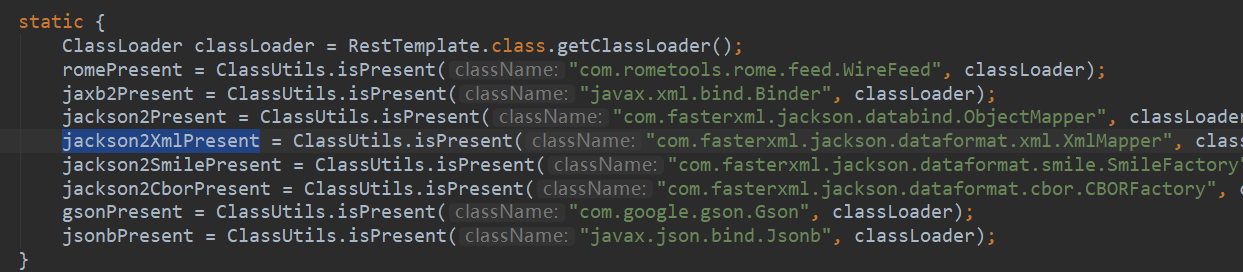 static {
ClassLoader classLoader = RestTemplate.class.getClassLoader();
romePresent = ClassUtils.isPresent( className: "com.rometools.rome.feed.WireFeed", classLoader);
jaxb2Present = ClassUtils.isPresent( className: "javax.xml.bind.Binder", classLoader);
jackson2Present = ClassUtils.isPresent( className: "com.fasterxml.jackson.databind.ObjectMapper", classLoader
jackson2XmlPresent = ClassUtils.isPresent( className: "com.fasterxml.jackson.dataformat.xml.XmlMapper", class
jackson2SmilePresent = ClassUtils.isPresent( className: "com.fasterxml.jackson.dataformat.smile.SmileFactory"
jackson2CborPresent = ClassUtils.isPresent( className: "com.fasterxml.jackson.dataformat.cbor.CBORFactory",
gsonPresent = ClassUtils.isPresent( className: "com.google.gson.Gson", classLoader);
jsonbPresent = ClassUtils.isPresent( className: "javax.json.bind.Jsonb", classLoader);
}